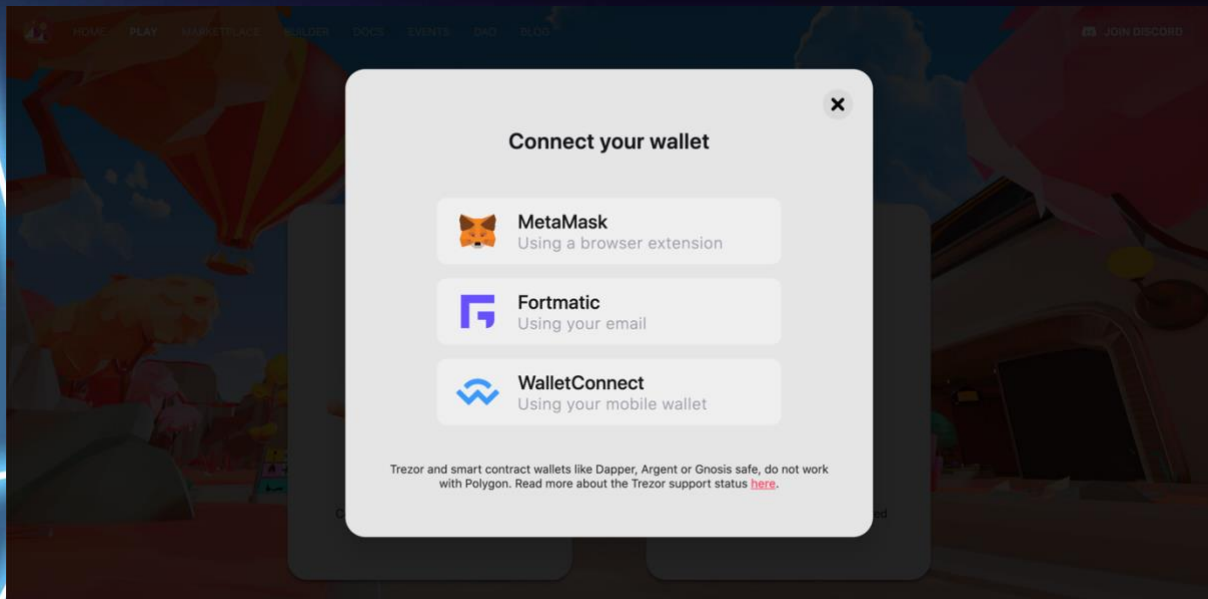 HOME PLAY MARKETPLACE BUILDER DOCS EVENTS DAO BLOG JOIN DISCORD
Connect your wallet
MetaMask
Using a browser extension
Fortmatic
Using your email
WalletConnect
Using your mobile wallet
Trezor and smart contract wallets like Dapper, Argent or Gnosis safe, do not work
with Polygon. Read more about the Trezor support status here.